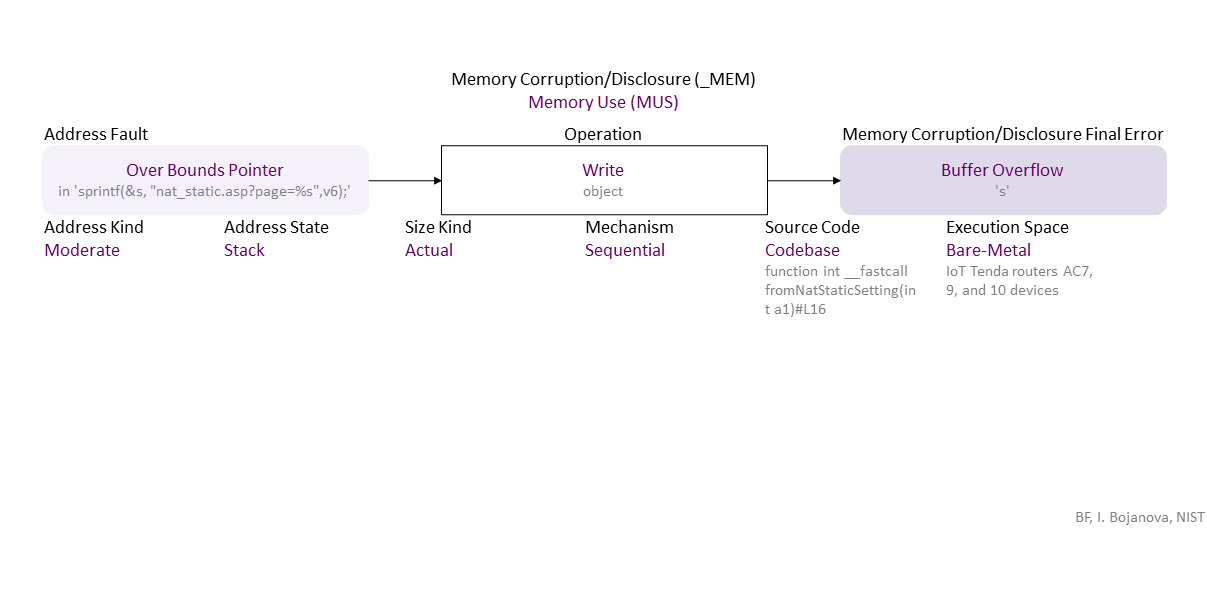 Memory Corruption/Disclosure (_MEM)
Memory Use (MUS)
Address Fault
Operation
Memory Corruption/Disclosure Final Error
Over Bounds Pointer
in 'sprintf(&s, "nat_static.asp?page=%s",v6);'
Write
object
Buffer Overflow
's'
Address Kind
Moderate
Address State
Stack
Size Kind
Actual
Mechanism
Sequential
Source Code
Codebase
function int __fastcall
fromNatStaticSetting(in
t a1)#L16
Execution Space
Bare-Metal
IoT Tenda routers AC7,
9, and 10 devices
BF, I. Bojanova, NIST